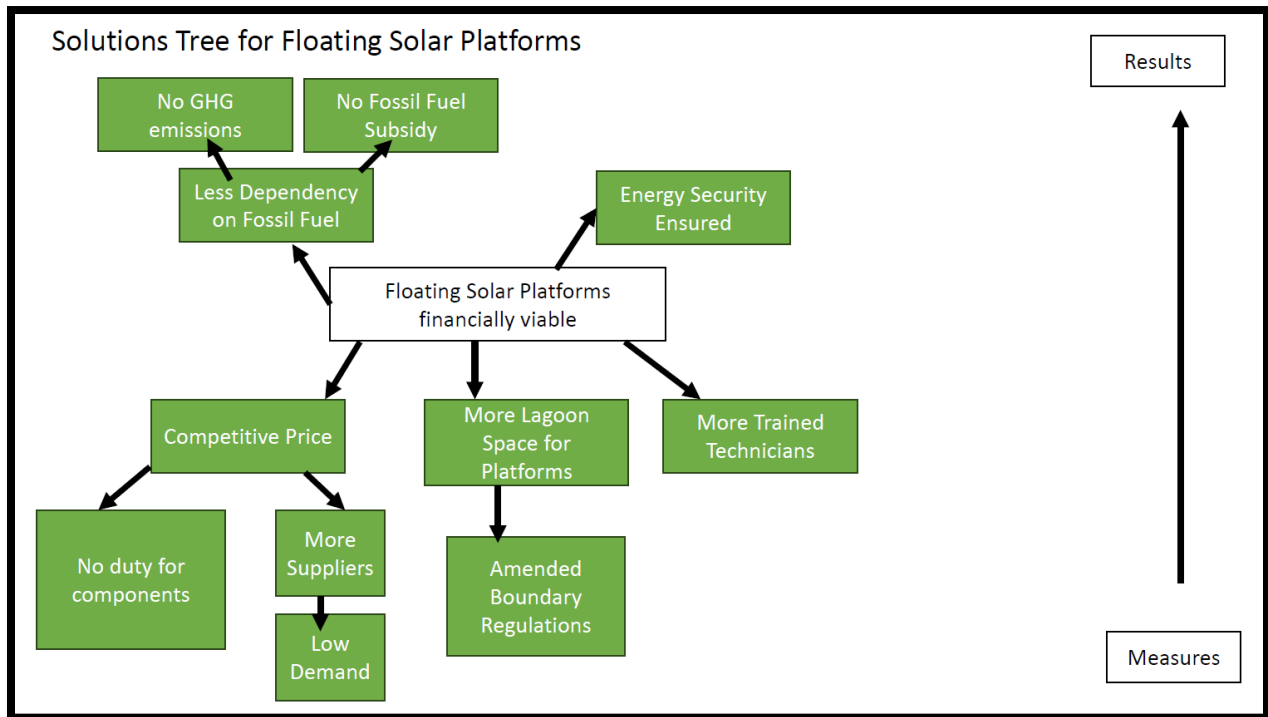 Solutions Tree for Floating Solar Platforms
Results
No GHG
emissions
No Fossil Fuel
Subsidy
Less Dependency
on Fossil Fuel
Energy Security
Ensured
Floating Solar Platforms
financially viable
Competitive Price
More Lagoon
Space for
Platforms
More Trained
Technicians
No duty for
components
More
Suppliers
Low
Demand
Amended
Boundary
Regulations
Measures